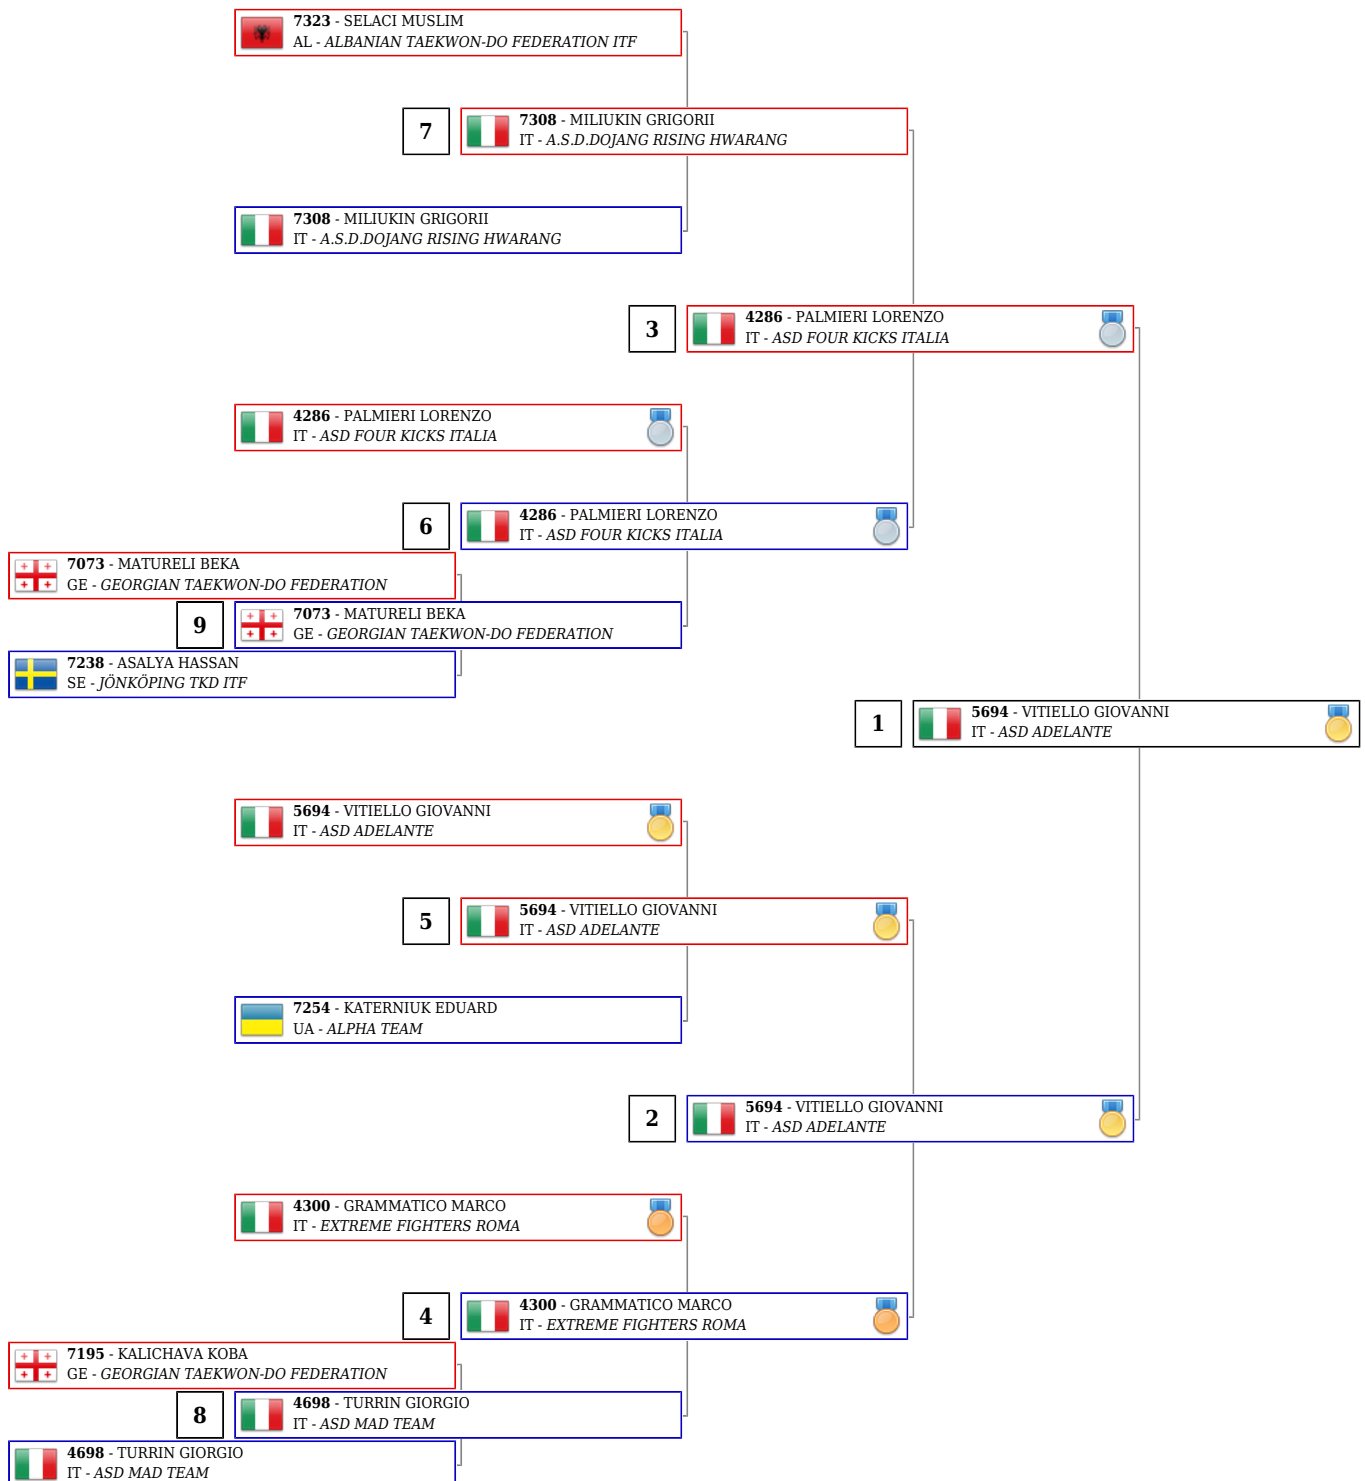 7323 - SELACI MUSLIM
AL - ALBANIAN TAEKWON-DO FEDERATION ITF
7
7308 - MILIUKIN GRIGORII
IT - A.S.D.DOJANG RISING HWARANG
7308 - MILIUKIN GRIGORII
IT - A.S.D.DOJANG RISING HWARANG
3
4286 - PALMIERI LORENZO
IT - ASD FOUR KICKS ITALIA
4286 - PALMIERI LORENZO
IT - ASD FOUR KICKS ITALIA
6
4286 - PALMIERI LORENZO
IT - ASD FOUR KICKS ITALIA
7073 - MATURELI BEKA
GE - GEORGIAN TAEKWON-DO FEDERATION
9
7073 - MATURELI BEKA
GE - GEORGIAN TAEKWON-DO FEDERATION
7238 - ASALYA HASSAN
SE - JÖNKÖPING TKD ITF
1
5694 - VITIELLO GIOVANNI
IT - ASD ADELANTE
5694 - VITIELLO GIOVANNI
IT - ASD ADELANTE
5
5694 - VITIELLO GIOVANNI
IT - ASD ADELANTE
7254 - KATERNIUK EDUARD
UA - ALPHA TEAM
2
5694 - VITIELLO GIOVANNI
IT - ASD ADELANTE
4300 - GRAMMATICO MARCO
IT - EXTREME FIGHTERS ROMA
4
4300 - GRAMMATICO MARCO
IT - EXTREME FIGHTERS ROMA
7195 - KALICHAVA KOBA
GE - GEORGIAN TAEKWON-DO FEDERATION
8
4698 - TURRIN GIORGIO
IT - ASD MAD TEAM
4698 - TURRIN GIORGIO
IT - ASD MAD TEAM